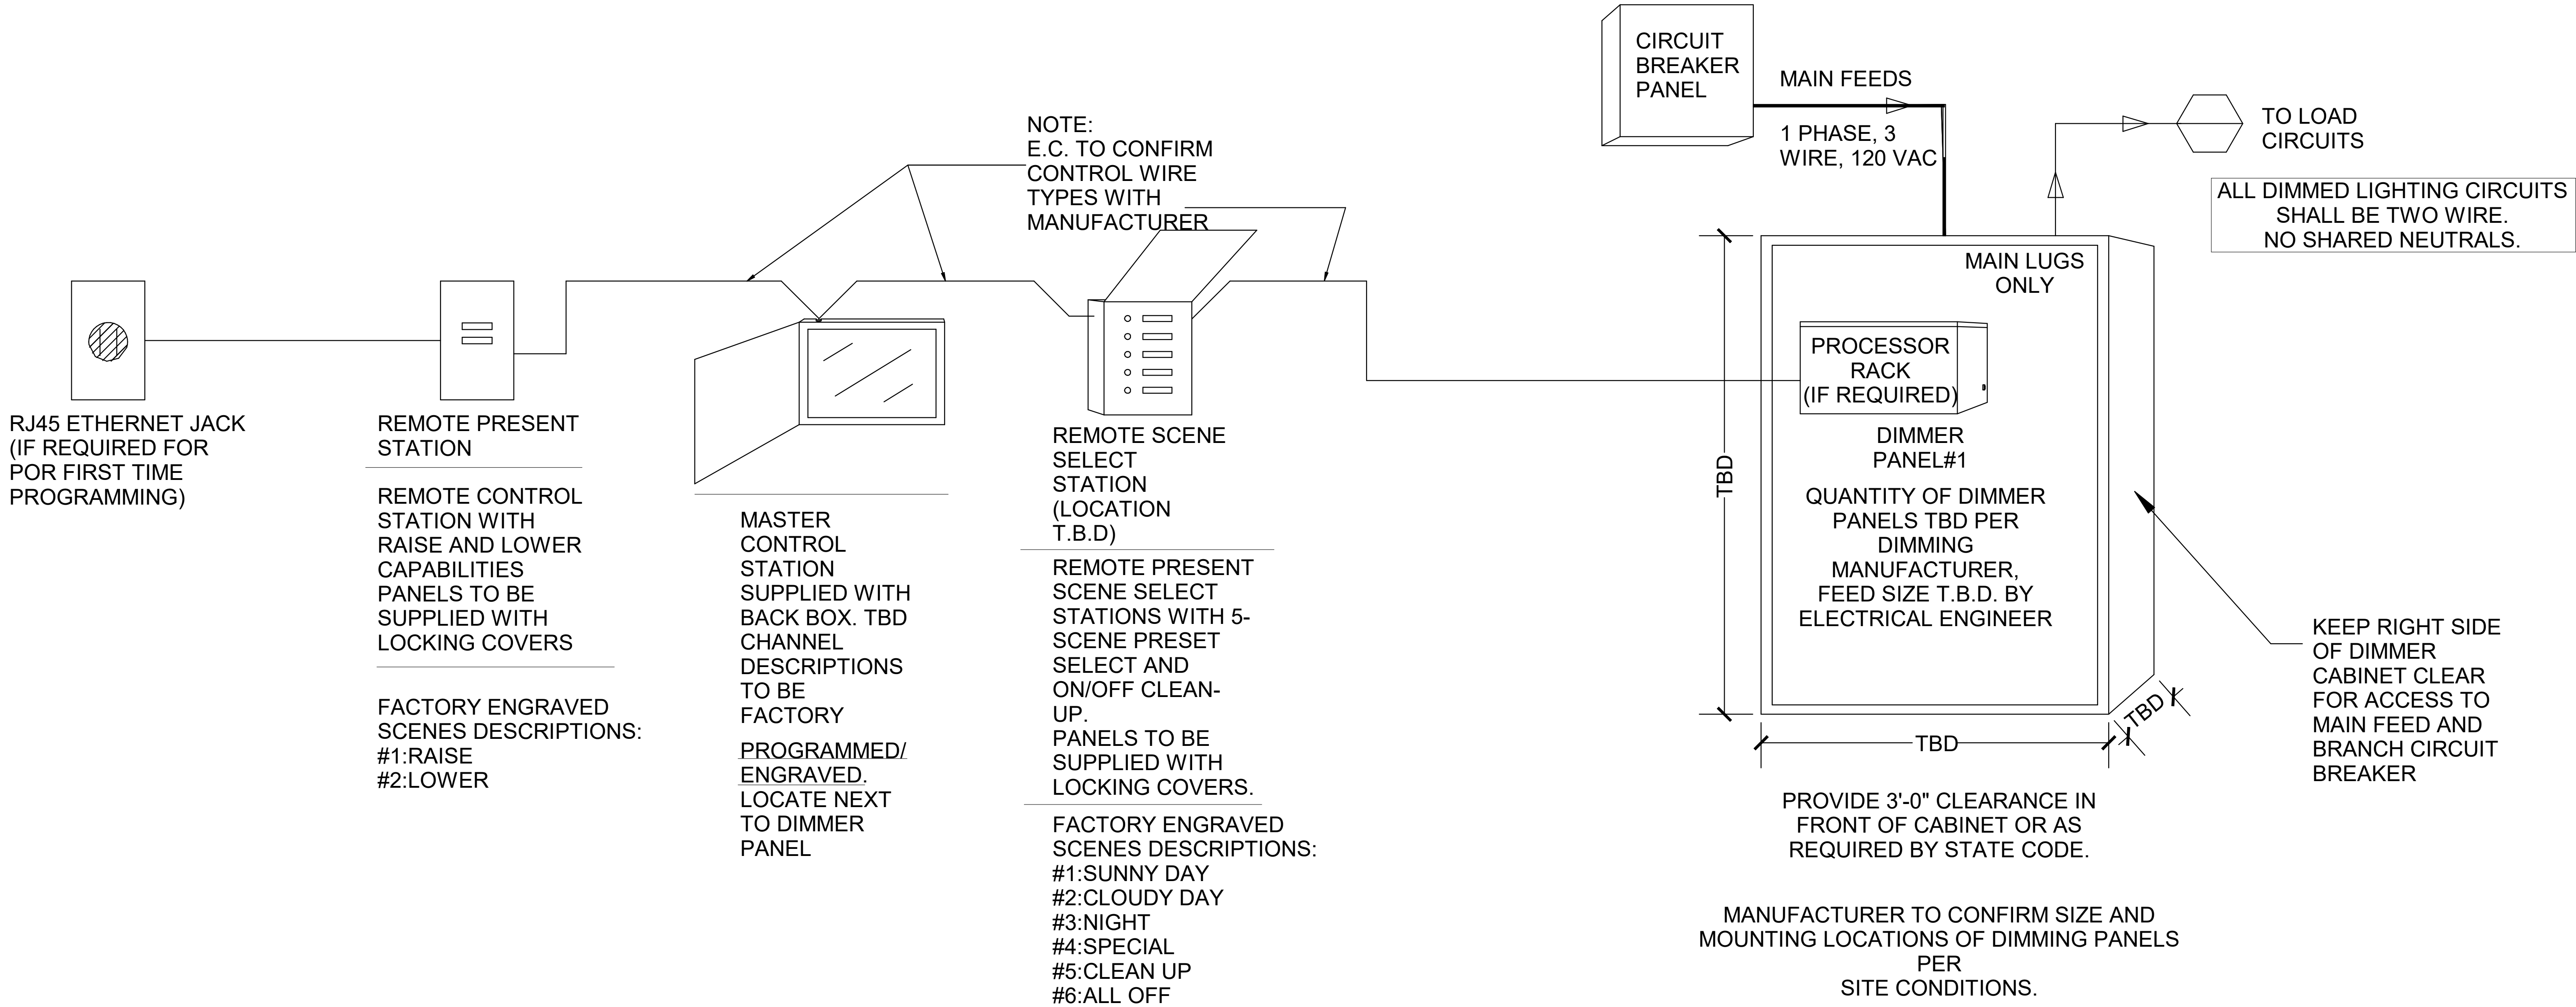 CIRCUIT
BREAKER
PANEL
MAIN FEEDS
1 PHASE, 3
WIRE, 120 VAC
TO LOAD
CIRCUITS
ALL DIMMED LIGHTING CIRCUITS
SHALL BE TWO WIRE.
NO SHARED NEUTRALS.
NOTE:
E.C. TO CONFIRM
CONTROL WIRE
TYPES WITH
MANUFACTURER
RJ45 ETHERNET JACK
(IF REQUIRED FOR
POR FIRST TIME
PROGRAMMING)
REMOTE PRESENT
STATION
REMOTE CONTROL
STATION WITH
RAISE AND LOWER
CAPABILITIES
PANELS TO BE
SUPPLIED WITH
LOCKING COVERS
FACTORY ENGRAVED
SCENES DESCRIPTIONS:
#1:RAISE
#2:LOWER
MASTER
CONTROL
STATION
SUPPLIED WITH
BACK BOX. TBD
CHANNEL
DESCRIPTIONS
TO BE
FACTORY
PROGRAMMED/
ENGRAVED.
LOCATE NEXT
TO DIMMER
PANEL
REMOTE SCENE
SELECT
STATION
(LOCATION
T.B.D)
REMOTE PRESENT
SCENE SELECT
STATIONS WITH 5-
SCENE PRESET
SELECT AND
ON/OFF CLEAN-
UP.
PANELS TO BE
SUPPLIED WITH
LOCKING COVERS.
FACTORY ENGRAVED
SCENES DESCRIPTIONS:
#1:SUNNY DAY
#2:CLOUDY DAY
#3:NIGHT
#4:SPECIAL
#5:CLEAN UP
#6:ALL OFF
MAIN LUGS
ONLY
PROCESSOR
RACK
(IF REQUIRED)
DIMMER
PANEL#1
QUANTITY OF DIMMER
PANELS TBD PER
DIMMING
MANUFACTURER,
FEED SIZE T.B.D. BY
ELECTRICAL ENGINEER
TBD
TBD
TBD
KEEP RIGHT SIDE
OF DIMMER
CABINET CLEAR
FOR ACCESS TO
MAIN FEED AND
BRANCH CIRCUIT
BREAKER
PROVIDE 3'-0" CLEARANCE IN
FRONT OF CABINET OR AS
REQUIRED BY STATE CODE.
MANUFACTURER TO CONFIRM SIZE AND
MOUNTING LOCATIONS OF DIMMING PANELS
PER
SITE CONDITIONS.